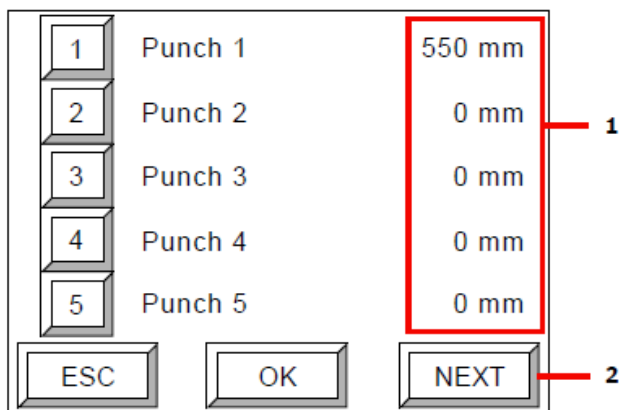 1 Punch 1 550 mm
2 Punch 2 0 mm 1
3 Punch 3 0 mm
4 Punch 4 0 mm
5 Punch 5 0 mm
ESC OK NEXT 2